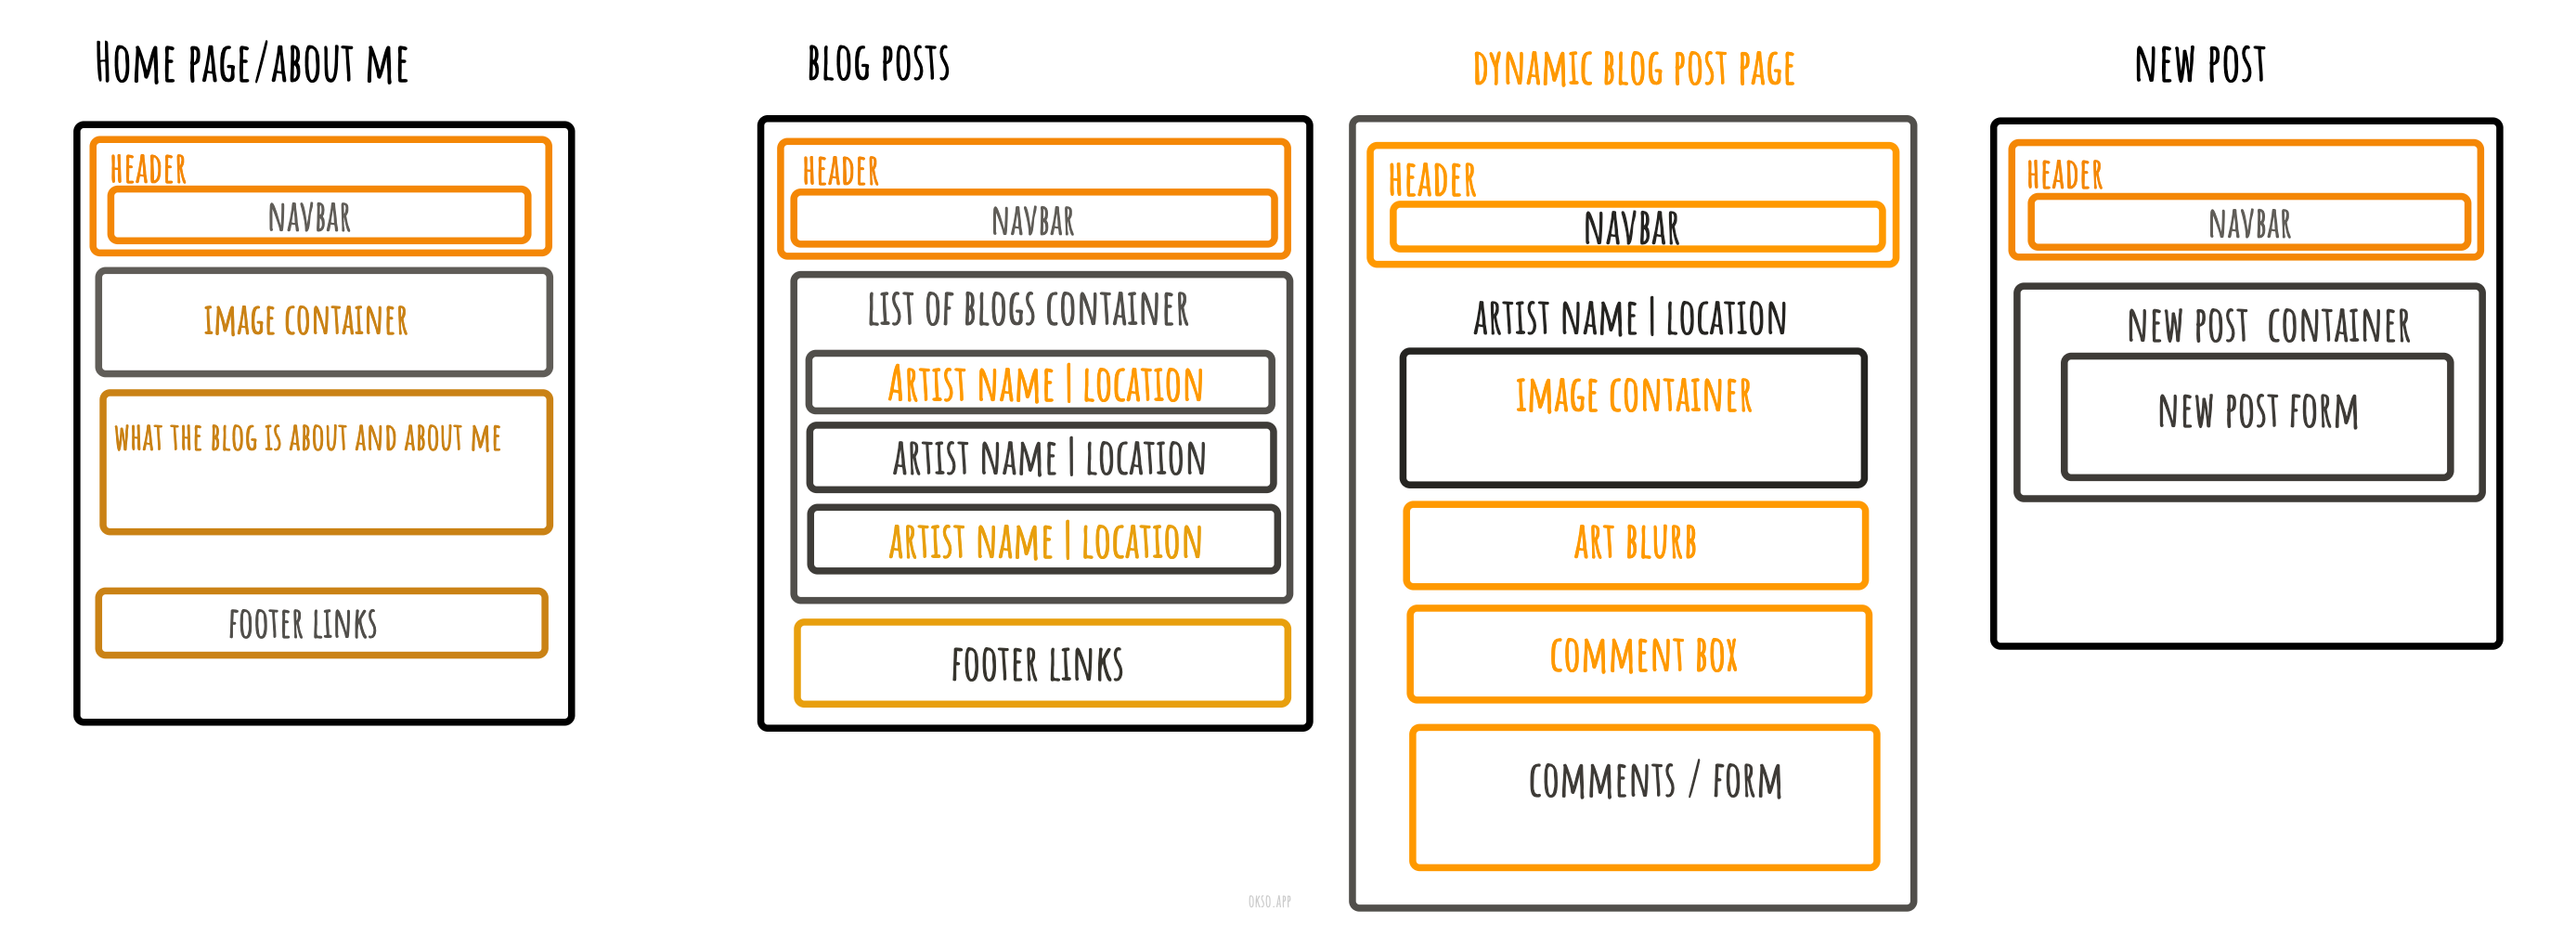 Home page/about me
HEADER
NAVBAR
IMAGE CONTAINER
WHAT THE BLOG IS ABOUT AND ABOUT ME
FOOTER LINKS
BLOG POSTS
HEADER
NAVBAR
LIST OF BLOGS CONTAINER
Artist name | location
ARTIST NAME | LOCATION
ARTIST NAME | LOCATION
FOOTER LINKS
DYNAMIC BLOG POST PAGE
HEADER
NAVBAR
ARTIST NAME | LOCATION
IMAGE CONTAINER
ART BLURB
COMMENT BOX
COMMENTS / FORM
NEW POST
HEADER
NAVBAR
NEW POST CONTAINER
NEW POST FORM
OKSO.APP